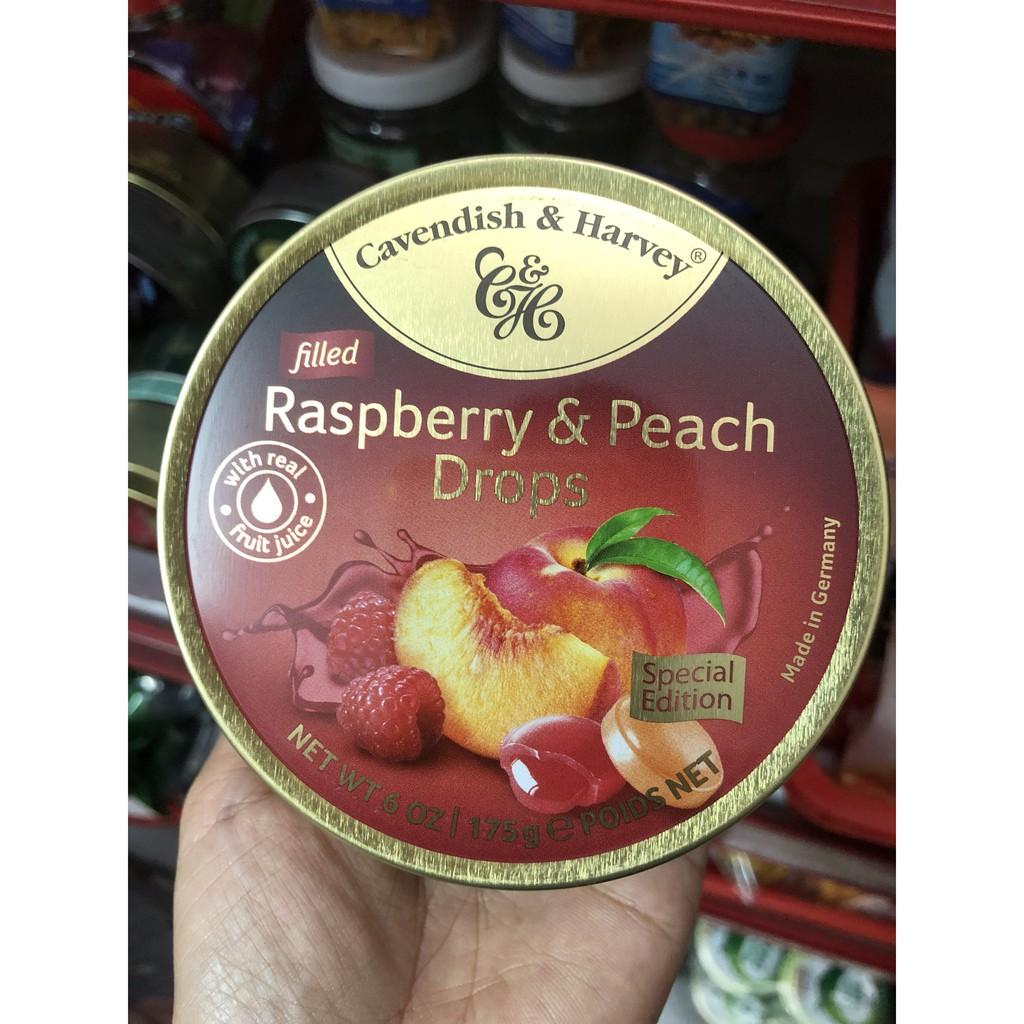 Cavendish & Harvey®
C&H
filled
Raspberry & Peach
Drops
with real
fruit juice
Made in Germany
Special
Edition
NET WT 6 OZ | 175g ℮ POIDS NET